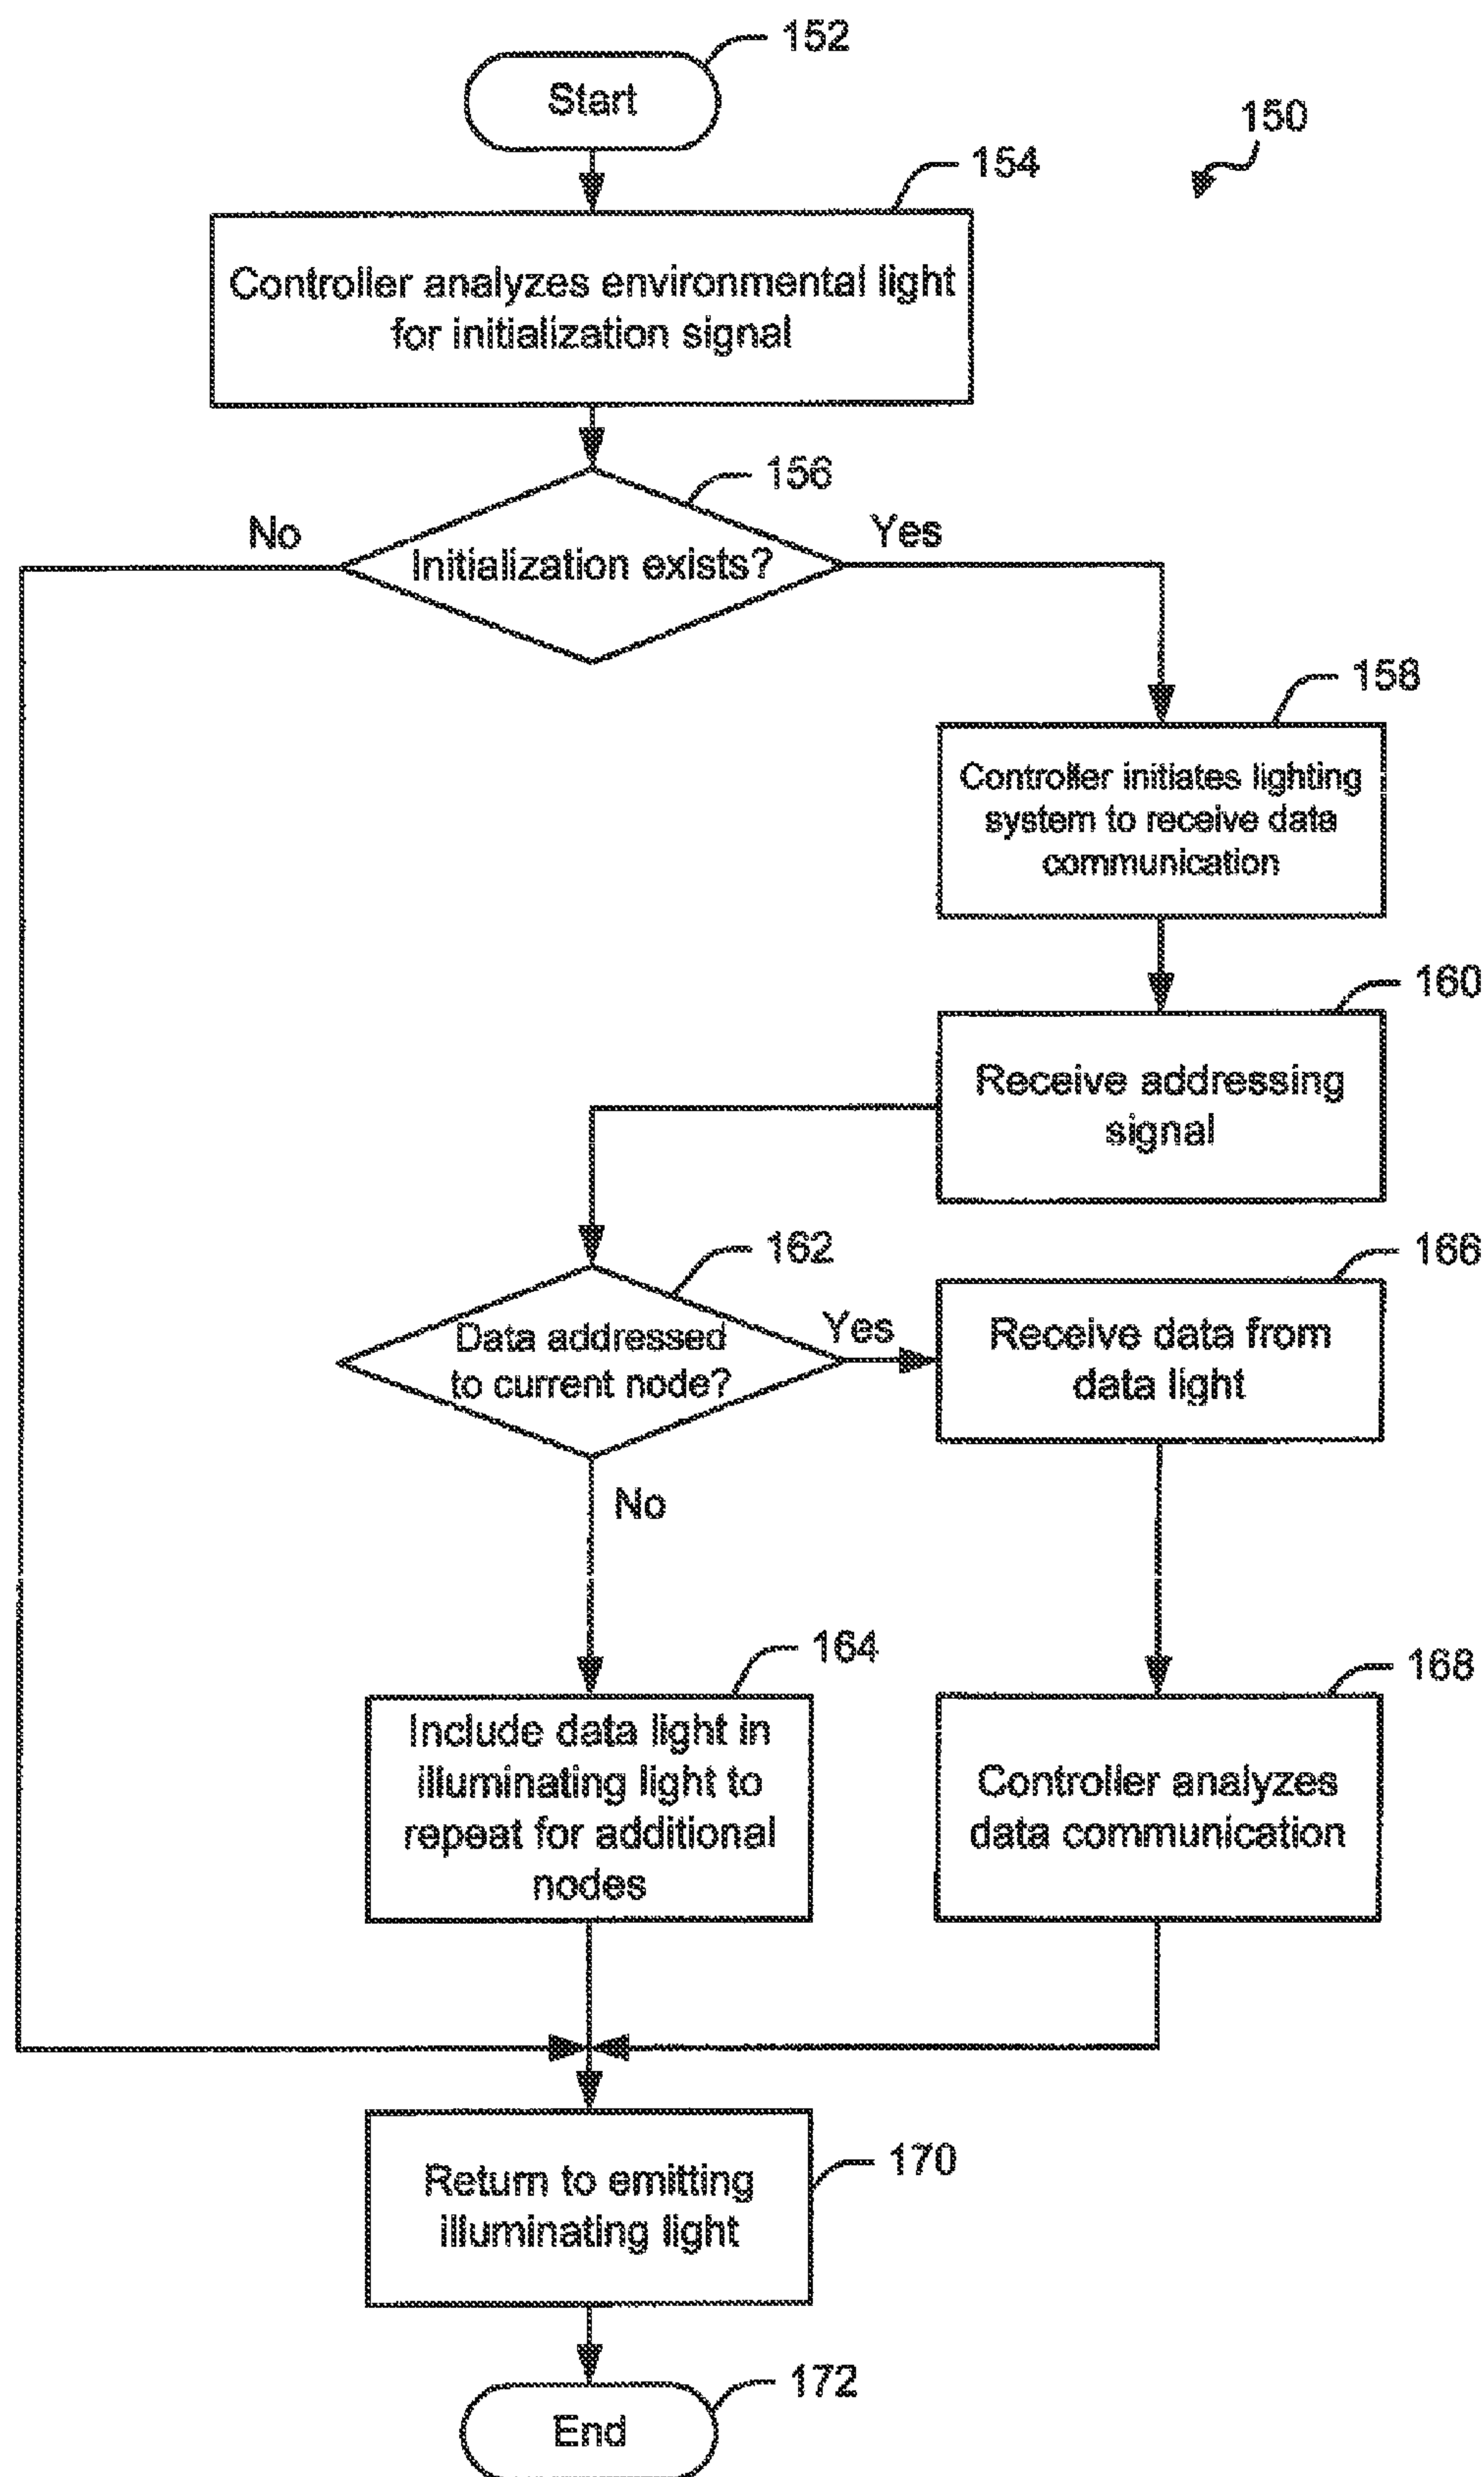 152
Start
150
154
Controller analyzes environmental light
for initialization signal
156
No
Yes
Initialization exists?
158
Controller initiates lighting
system to receive data
communication
160
Receive addressing
signal
162
166
Data addressed
to current node?
Yes
Receive data from
data light
No
164
168
Include data light in
illuminating light to
repeat for additional
nodes
Controller analyzes
data communication
170
Return to emitting
illuminating light
172
End